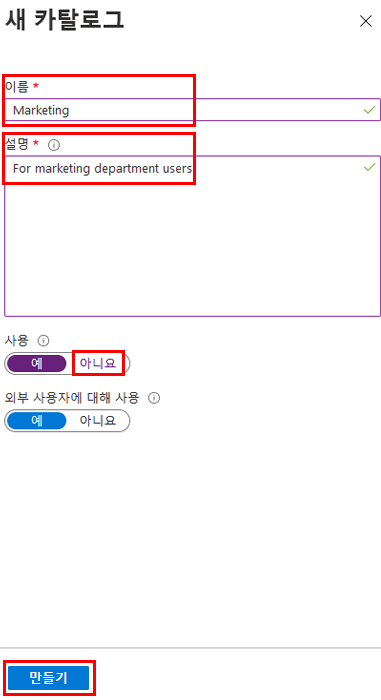 새 카탈로그
이름 *
Marketing
설명 *
For marketing department users
사용
예 아니요
외부 사용자에 대해 사용
예 아니요
만들기